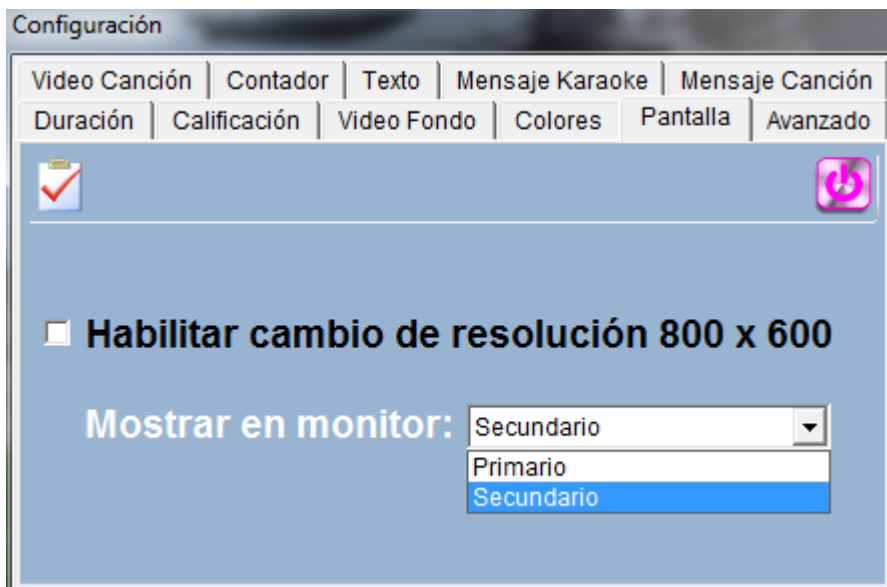 Configuración
Video Canción Contador Texto Mensaje Karaoke Mensaje Canción
Duración Calificación Video Fondo Colores Pantalla Avanzado
Habilitar cambio de resolución 800 x 600
Mostrar en monitor: Secundario
Primario
Secundario